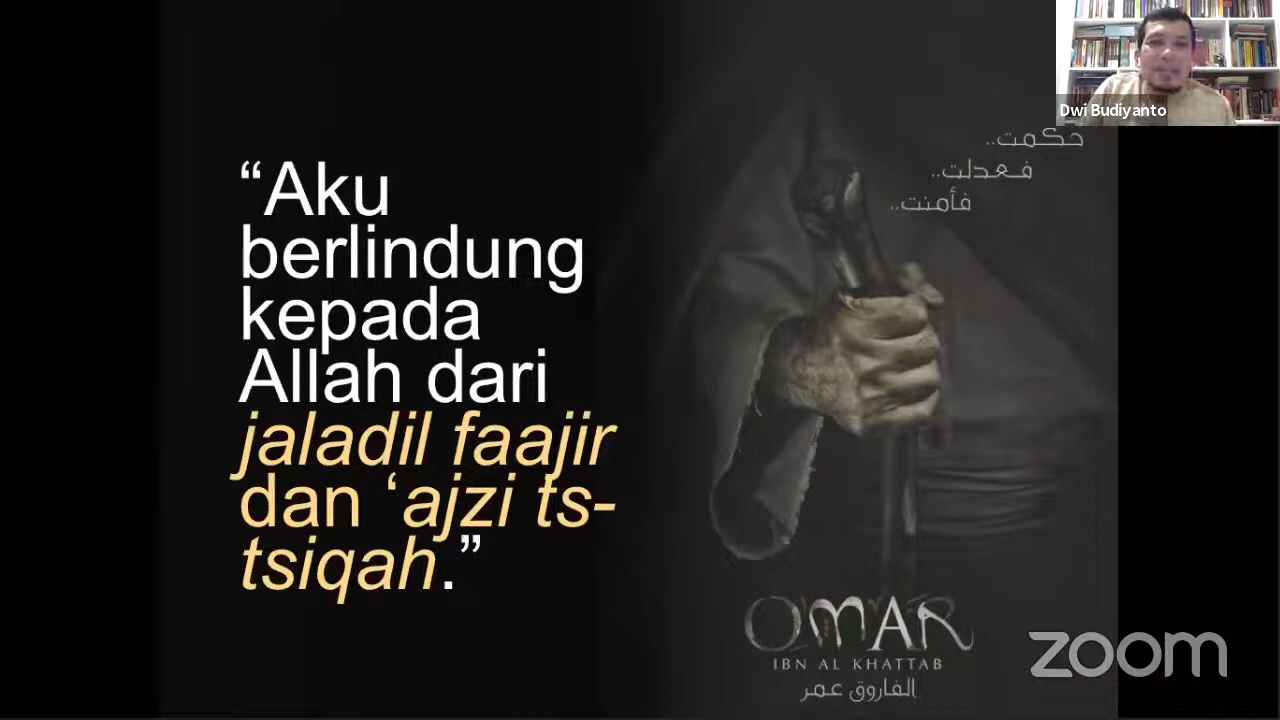 Dwi Budiyanto
“Aku
berlindung
kepada
Allah dari
jaladil faajir
dan ‘ajzi ts-
tsiqah.”
حكمت..
فعدلت..
فأمنت..
OMAR
IBN AL KHATTAB
الفاروق عمر
zoom